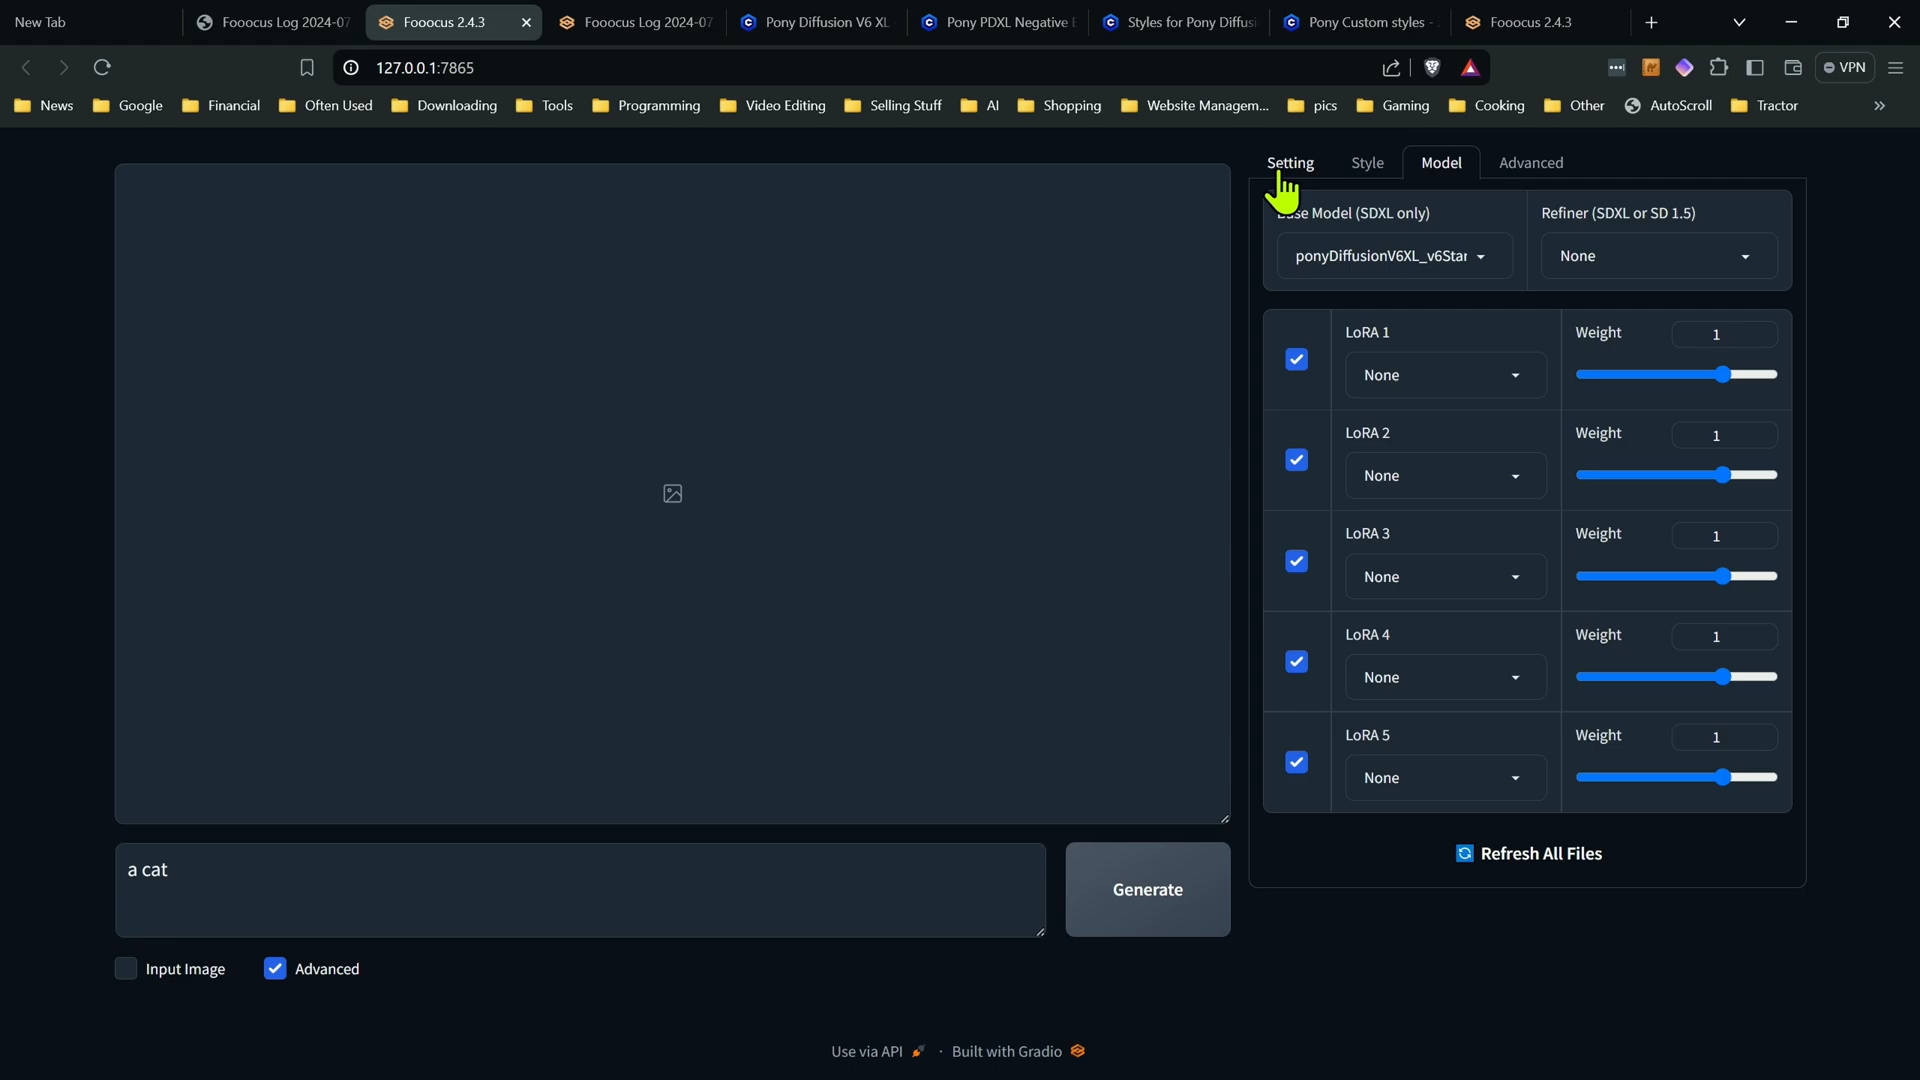 New Tab
Fooocus Log 2024-07
Fooocus 2.4.3
Fooocus Log 2024-07
Pony Diffusion V6 XL
Pony PDXL Negative E
Styles for Pony Diffusi
Pony Custom styles -
Fooocus 2.4.3
127.0.0.1:7865
VPN
News
Google
Financial
Often Used
Downloading
Tools
Programming
Video Editing
Selling Stuff
AI
Shopping
Website Managem...
pics
Gaming
Cooking
Other
AutoScroll
Tractor
Setting
Style
Model
Advanced
se Model (SDXL only)
Refiner (SDXL or SD 1.5)
ponyDiffusionV6XL_v6Star
None
LoRA 1
Weight
1
None
LoRA 2
Weight
1
None
LoRA 3
Weight
1
None
LoRA 4
Weight
1
None
LoRA 5
Weight
1
None
Refresh All Files
a cat
Generate
Input Image
Advanced
Use via API
·
Built with Gradio